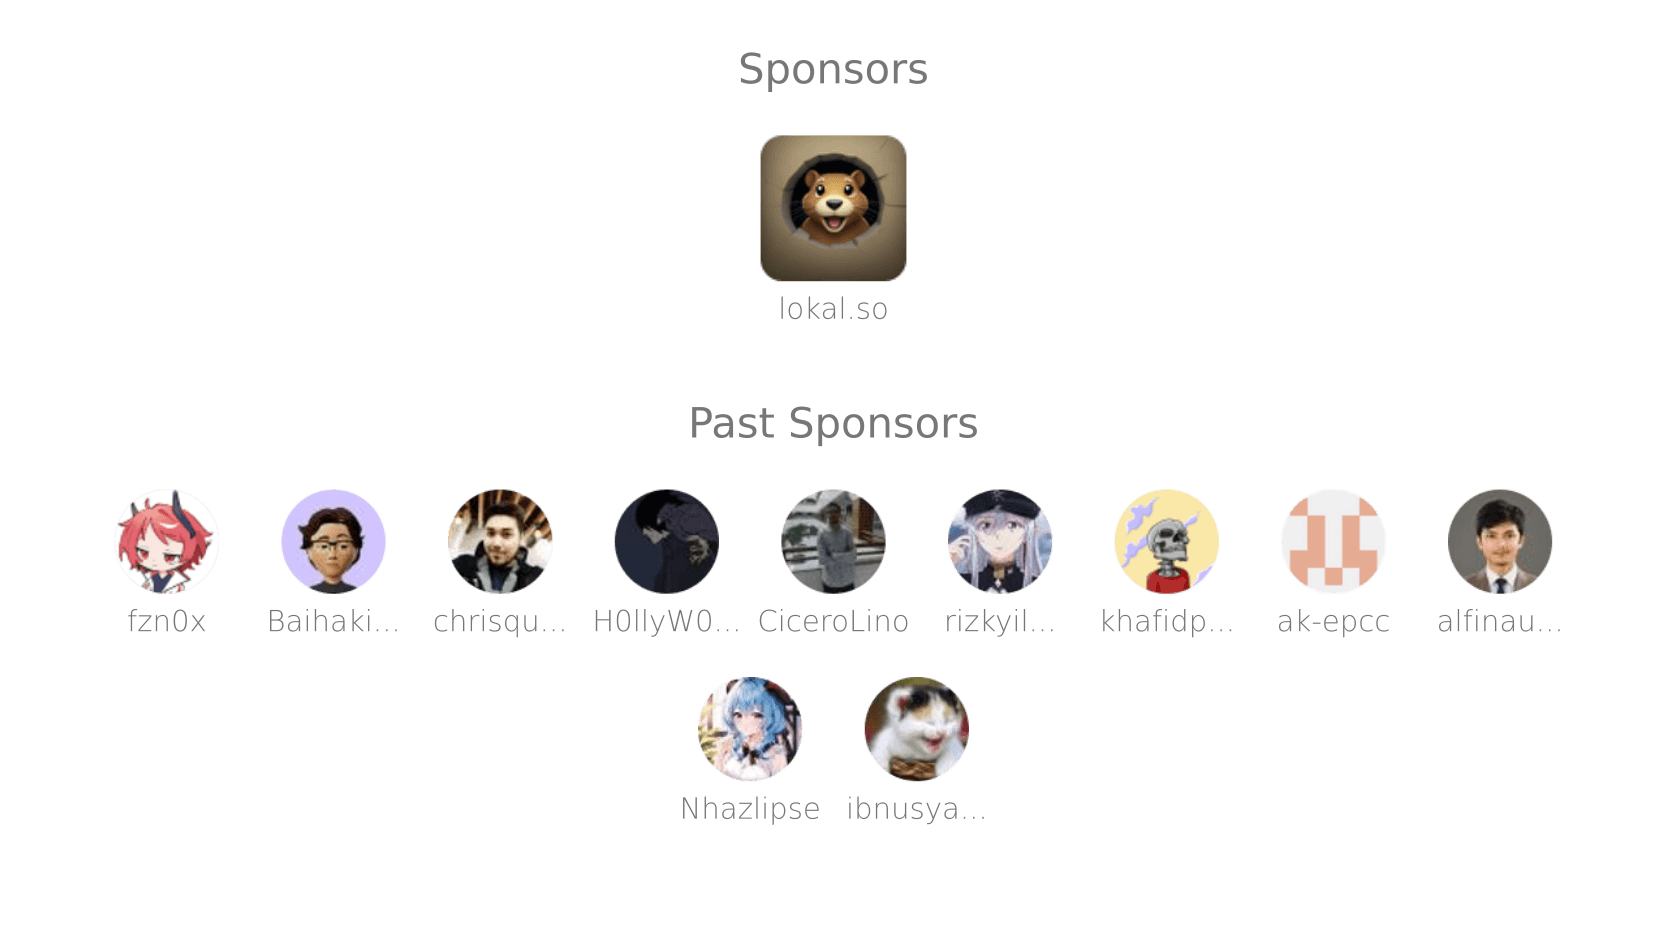 Sponsors
lokal.so
Past Sponsors
fzn0x Baihaki... chrisqu... H0llyW0... CiceroLino rizkyil... khafidp... ak-epcc alfinau...
Nhazlipse ibnusya...